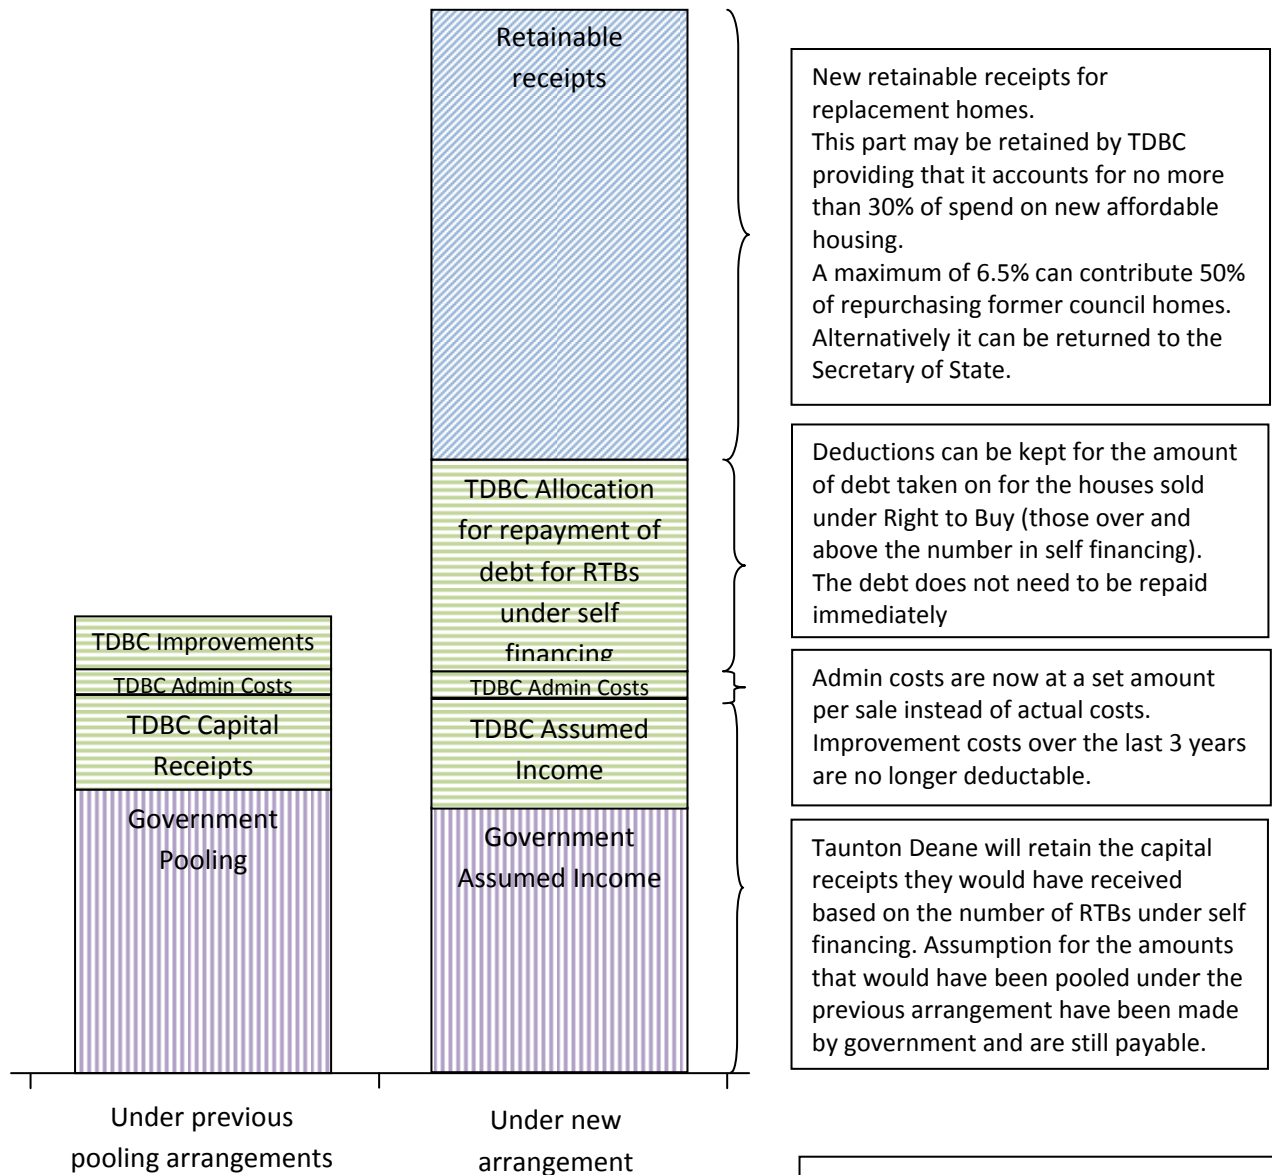 Retainable
receipts
New retainable receipts for
replacement homes.
This part may be retained by TDBC
providing that it accounts for no more
than 30% of spend on new affordable
housing.
A maximum of 6.5% can contribute 50%
of repurchasing former council homes.
Alternatively it can be returned to the
Secretary of State.
TDBC Allocation
for repayment of
debt for RTBs
under self
financing
Deductions can be kept for the amount
of debt taken on for the houses sold
under Right to Buy (those over and
above the number in self financing).
The debt does not need to be repaid
immediately
TDBC Improvements
TDBC Admin Costs
TDBC Capital
Receipts
Government
Pooling
TDBC Admin Costs
TDBC Assumed
Income
Government
Assumed Income
Admin costs are now at a set amount
per sale instead of actual costs.
Improvement costs over the last 3 years
are no longer deductable.
Taunton Deane will retain the capital
receipts they would have received
based on the number of RTBs under self
financing. Assumption for the amounts
that would have been pooled under the
previous arrangement have been made
by government and are still payable.
Under previous
pooling arrangements
Under new
arrangement